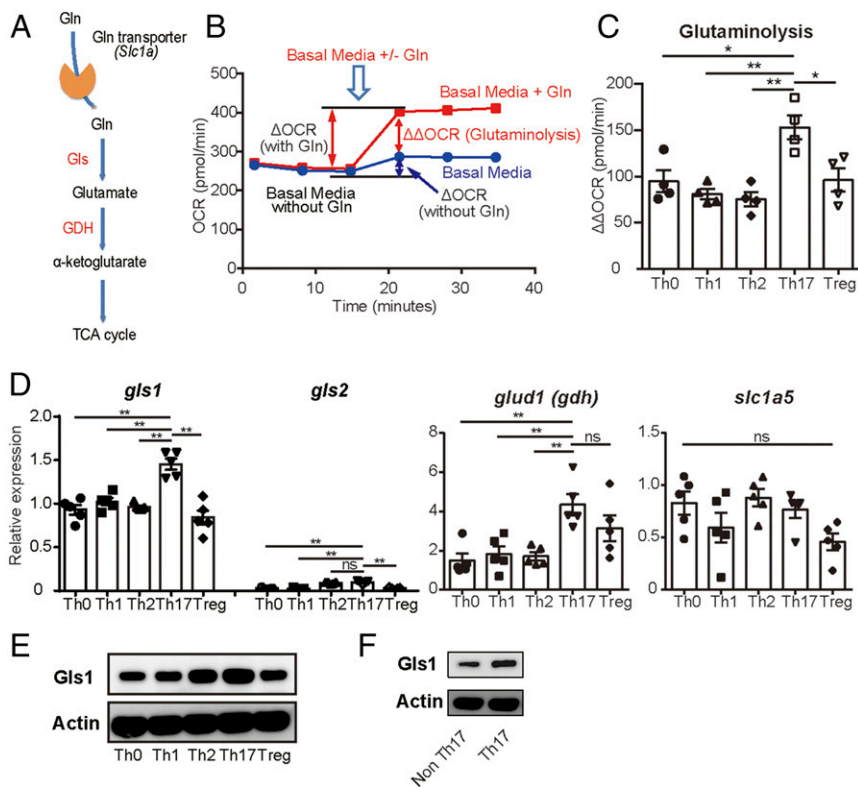 A
Gln
Gln transporter
(Slc1a)
Gln
Gls
Glutamate
GDH
α-ketoglutarate
TCA cycle
B
Basal Media +/- Gln
500
400
300
200
100
0
OCR (pmol/min)
Basal Media + Gln
ΔOCR
(with Gln)
ΔΔOCR (Glutaminolysis)
Basal Media
Basal Media
without Gln
ΔOCR
(without Gln)
0 10 20 30 40
Time (minutes)
C
Glutaminolysis
*
**
**
*
200
150
100
50
0
ΔΔOCR (pmol/min)
Th0 Th1 Th2 Th17 Treg
D
gls1
gls2
glud1 (gdh)
slc1a5
Relative expression
2.0
1.5
1.0
0.5
0
**
**
**
**
Th0 Th1 Th2 Th17 Treg
**
**
ns
**
Th0 Th1 Th2 Th17 Treg
8
6
4
2
0
**
**
**
ns
Th0 Th1 Th2 Th17 Treg
1.5
1.0
0.5
0
ns
Th0 Th1 Th2 Th17 Treg
E
Gls1
Actin
Th0 Th1 Th2 Th17 Treg
F
Gls1
Actin
Non Th17
Th17